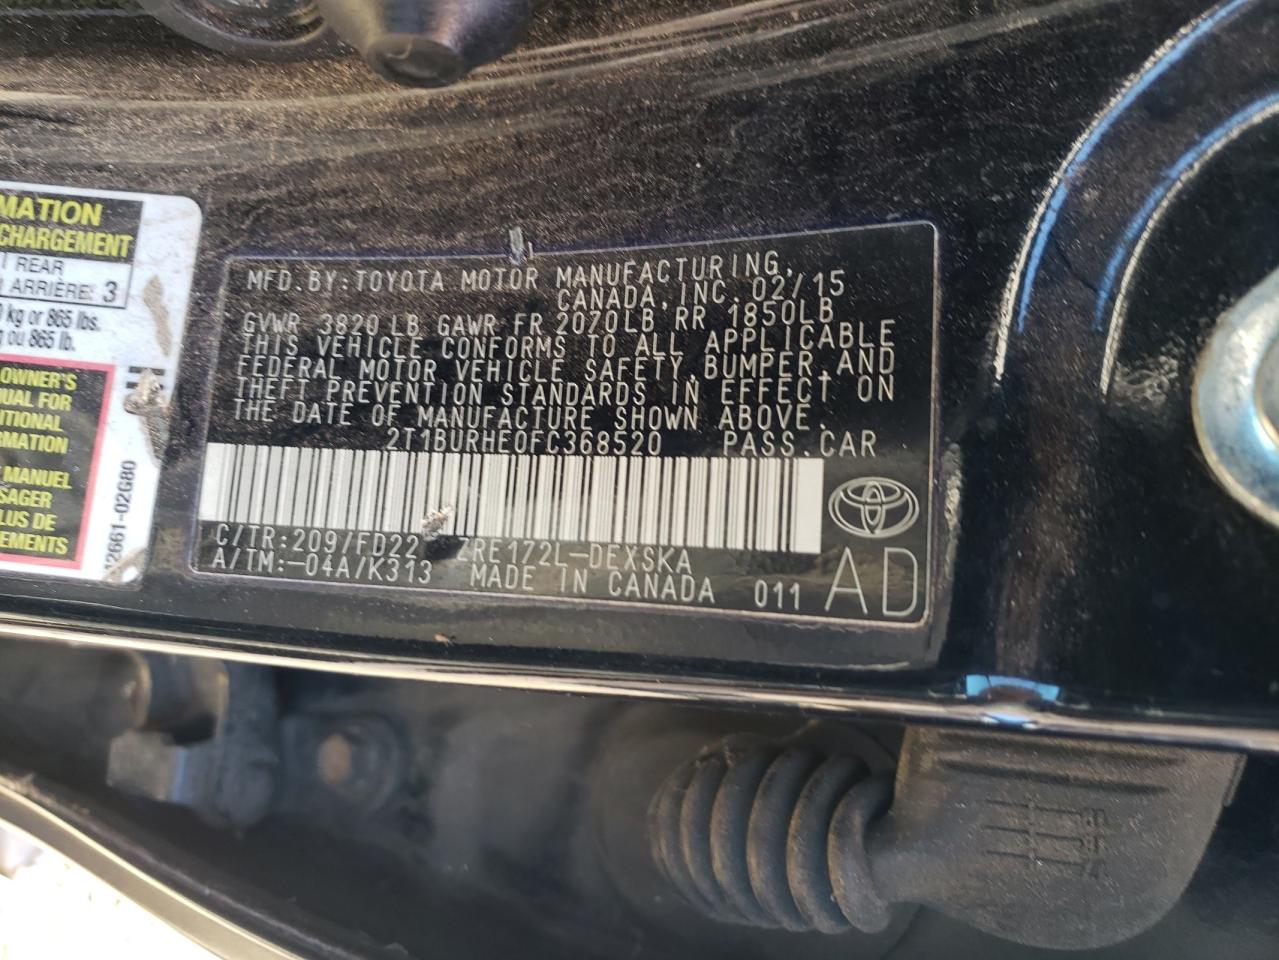 MATION
CHARGEMENT
REAR
ARRIÈRE: 3
kg or 865 lbs.
ou 865 lb.
OWNER'S
UAL FOR
ITIONAL
RMATION
MANUEL
SAGER
LUS DE
EMENTS
2661-02G80
MFD.BY:TOYOTA MOTOR MANUFACTURING,
CANADA,INC. 02/15
GVWR 3820 LB GAWR FR 2070LB RR 1850LB
THIS VEHICLE CONFORMS TO ALL APPLICABLE
FEDERAL MOTOR VEHICLE SAFETY,BUMPER,AND
THEFT PREVENTION STANDARDS IN EFFECT ON
THE DATE OF MANUFACTURE SHOWN ABOVE.
2T1BURHE0FC368520 PASS.CAR
C/TR:209/FD22 ZRE172L-DEXSKA
A/TM:-04A/K313 MADE IN CANADA 011 AD